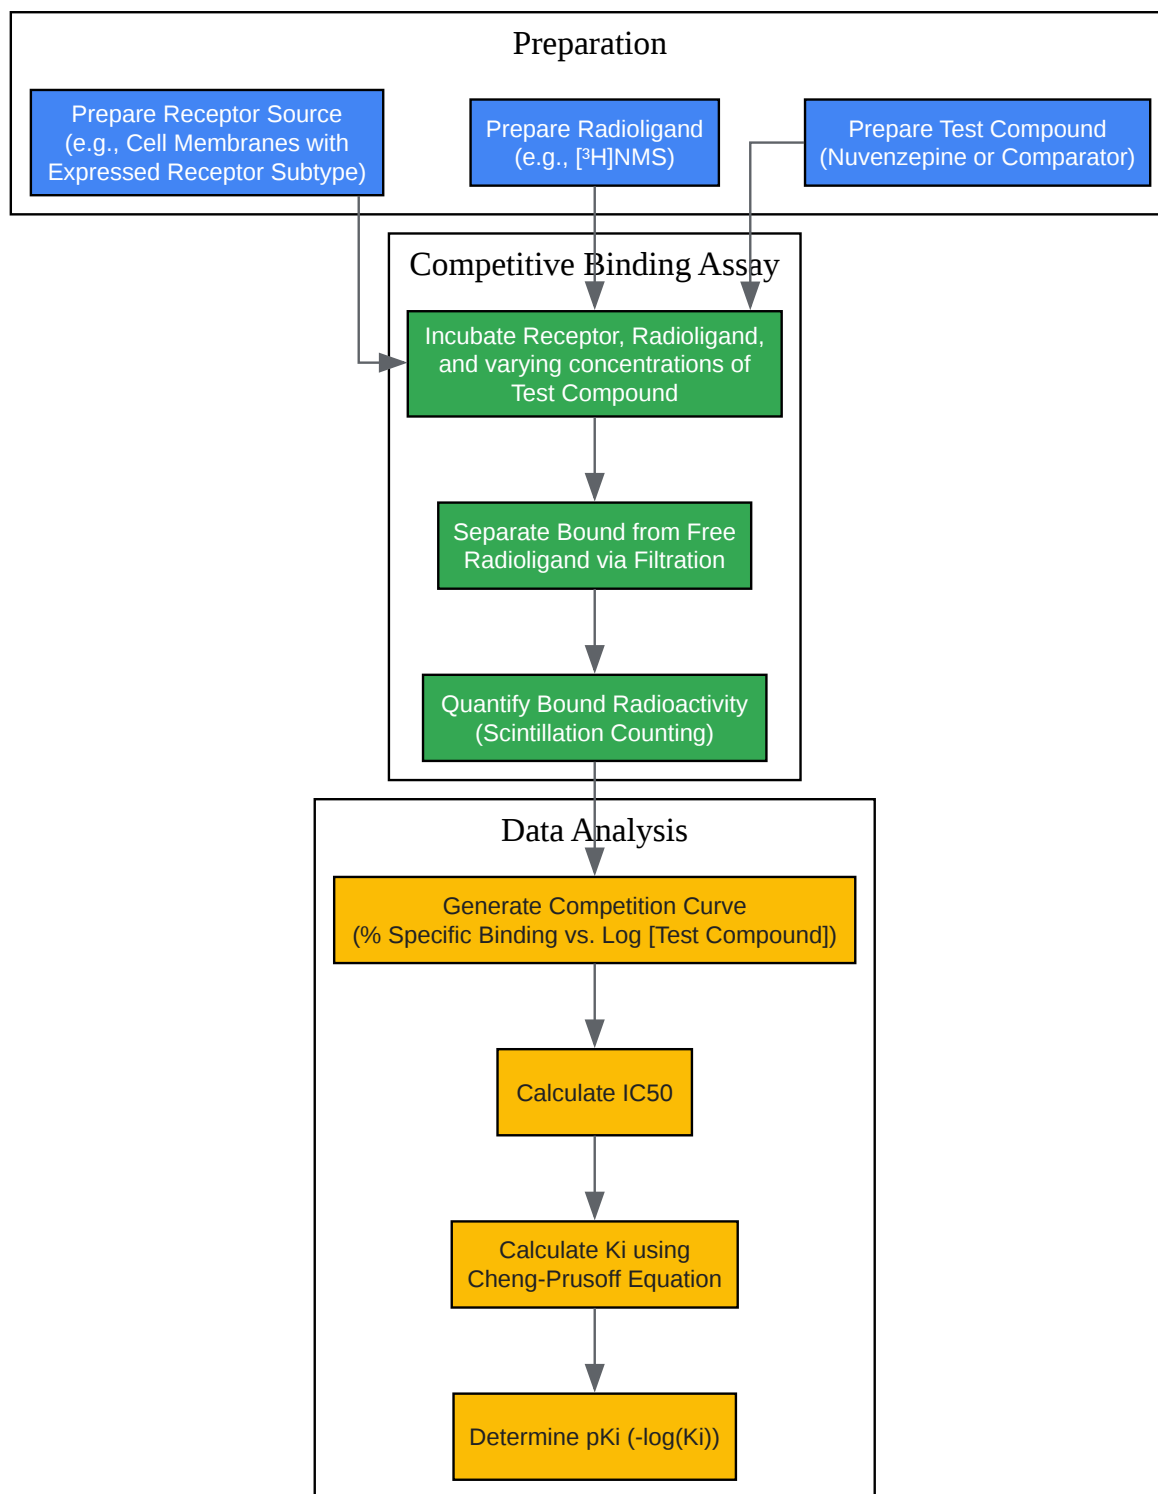 Preparation
Prepare Receptor Source
(e.g., Cell Membranes with
Expressed Receptor Subtype)
Prepare Radioligand
(e.g., [³H]NMS)
Prepare Test Compound
(Nuvenzepine or Comparator)
Competitive Binding Assay
Incubate Receptor, Radioligand,
and varying concentrations of
Test Compound
Separate Bound from Free
Radioligand via Filtration
Quantify Bound Radioactivity
(Scintillation Counting)
Data Analysis
Generate Competition Curve
(% Specific Binding vs. Log [Test Compound])
Calculate IC50
Calculate Ki using
Cheng-Prusoff Equation
Determine pKi (-log(Ki))